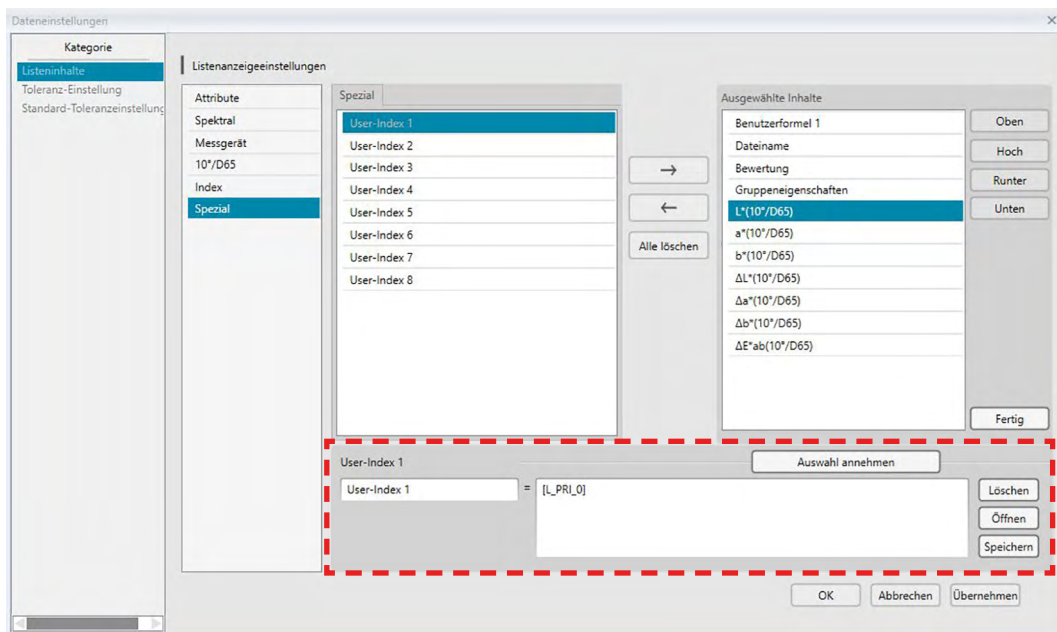 Dateneinstellungen
×
Kategorie
Listeninhalte
Toleranz-Einstellung
Standard-Toleranzeinstellung
Listenanzeigeeinstellungen
Attribute
Spektral
Messgerät
10°/D65
Index
Spezial
Spezial
User-Index 1
User-Index 2
User-Index 3
User-Index 4
User-Index 5
User-Index 6
User-Index 7
User-Index 8
→
←
Alle löschen
Ausgewählte Inhalte
Benutzerformel 1
Dateiname
Bewertung
Gruppeneigenschaften
L*(10°/D65)
a*(10°/D65)
b*(10°/D65)
ΔL*(10°/D65)
Δa*(10°/D65)
Δb*(10°/D65)
ΔE*ab(10°/D65)
Oben
Hoch
Runter
Unten
Fertig
User-Index 1
Auswahl annehmen
User-Index 1 = [L_PRI_0]
Löschen
Öffnen
Speichern
OK Abbrechen Übernehmen